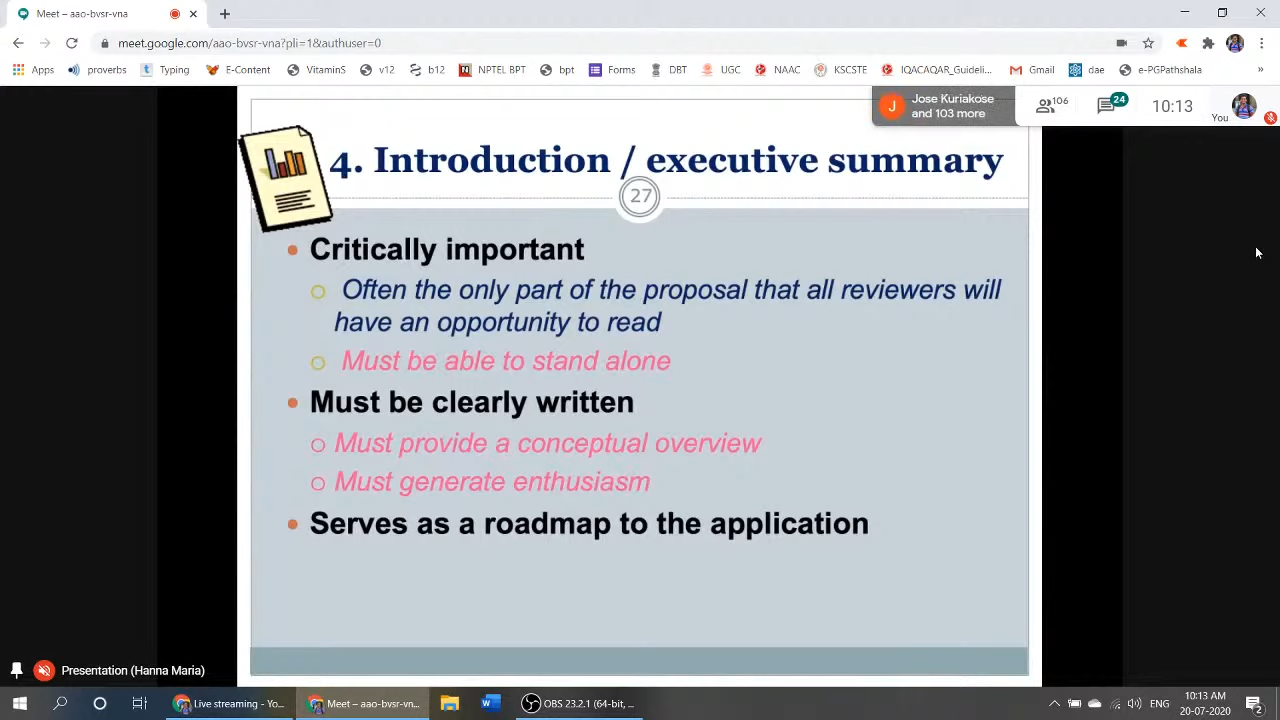 Meet – aao-bvsr-vna
meet.google.com/aao-bvsr-vna?pli=1&authuser=0
Apps proverbs Typing E-Content VitaminS v12 b12 NPTEL BPT bpt Forms DBT UGC NAAC KSCSTE IQACAQAR_Guideli... Gmail dae e-PGPathshala »
J Jose Kuriakose and 103 more 106 24 10:13 You
4. Introduction / executive summary
27
• Critically important
Often the only part of the proposal that all reviewers will
have an opportunity to read
Must be able to stand alone
• Must be clearly written
Must provide a conceptual overview
Must generate enthusiasm
• Serves as a roadmap to the application
Presentation (Hanna Maria)
Live streaming - Yo... Meet - aao-bvsr-vn... W OBS 23.2.1 (64-bit, ... ENG 10:13 AM
20-07-2020 2